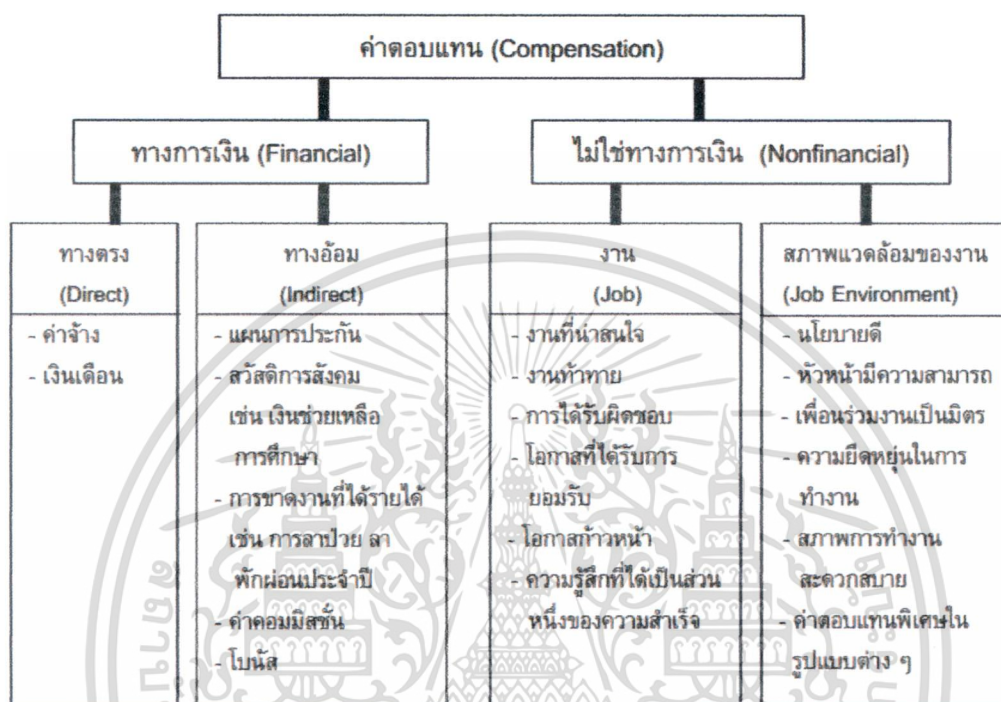 ค่าตอบแทน (Compensation)
ทางการเงิน (Financial)
ไม่ใช่ทางการเงิน (Nonfinancial)
ทางตรง
(Direct)
- ค่าจ้าง
- เงินเดือน
ทางอ้อม
(Indirect)
- แผนการประกัน
- สวัสดิการสังคม
เช่น เงินช่วยเหลือ
การศึกษา
- การขาดงานที่ได้รายได้
เช่น การลาป่วย ลา
พักผ่อนประจำปี
- ค่าคอมมิสชั่น
- โบนัส
งาน
(Job)
- งานที่น่าสนใจ
- งานท้าทาย
- การได้รับผิดชอบ
- โอกาสที่ได้รับการ
ยอมรับ
- โอกาสก้าวหน้า
- ความรู้สึกที่ได้เป็นส่วน
หนึ่งของความสำเร็จ
สภาพแวดล้อมของงาน
(Job Environment)
- นโยบายดี
- หัวหน้ามีความสามารถ
- เพื่อนร่วมงานเป็นมิตร
- ความยืดหยุ่นในการ
ทำงาน
- สภาพการทำงาน
สะดวกสบาย
- ค่าตอบแทนพิเศษใน
รูปแบบต่าง ๆ